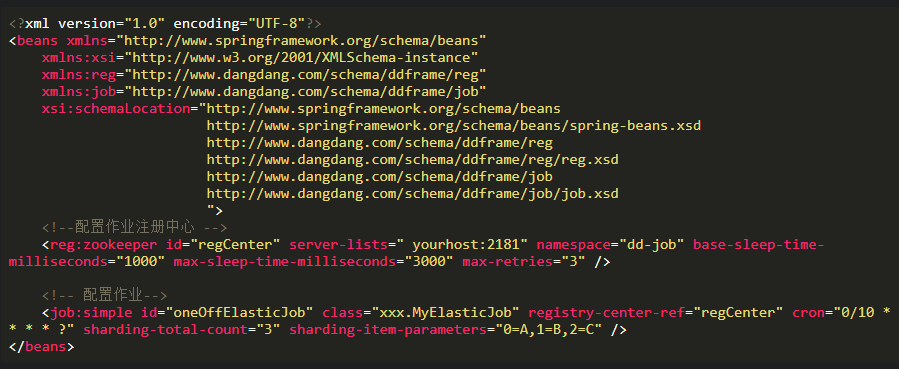 <?xml version="1.0" encoding="UTF-8"?>
<beans xmlns="http://www.springframework.org/schema/beans"
    xmlns:xsi="http://www.w3.org/2001/XMLSchema-instance"
    xmlns:reg="http://www.dangdang.com/schema/ddframe/reg"
    xmlns:job="http://www.dangdang.com/schema/ddframe/job"
    xsi:schemaLocation="http://www.springframework.org/schema/beans
                        http://www.springframework.org/schema/beans/spring-beans.xsd
                        http://www.dangdang.com/schema/ddframe/reg
                        http://www.dangdang.com/schema/ddframe/reg/reg.xsd
                        http://www.dangdang.com/schema/ddframe/job
                        http://www.dangdang.com/schema/ddframe/job/job.xsd
                        ">
    <!--配置作业注册中心 -->
    <reg:zookeeper id="regCenter" server-lists=" yourhost:2181" namespace="dd-job" base-sleep-time-
milliseconds="1000" max-sleep-time-milliseconds="3000" max-retries="3" />
    <!-- 配置作业-->
    <job:simple id="oneOffElasticJob" class="xxx.MyElasticJob" registry-center-ref="regCenter" cron="0/10 *
* * * ?" sharding-total-count="3" sharding-item-parameters="0=A,1=B,2=C" />
</beans>